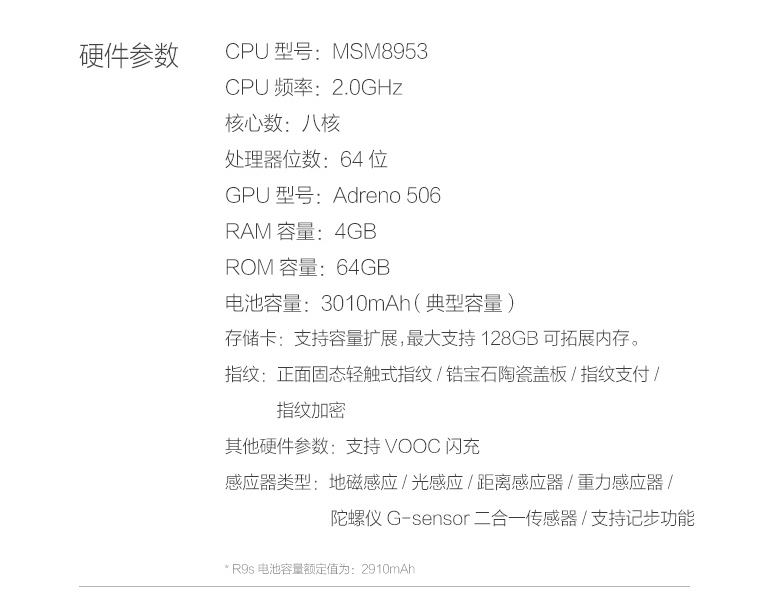 硬件参数
CPU 型号：MSM8953
CPU 频率：2.0GHz
核心数：八核
处理器位数：64 位
GPU 型号：Adreno 506
RAM 容量：4GB
ROM 容量：64GB
电池容量：3010mAh（典型容量）
存储卡：支持容量扩展，最大支持 128GB 可拓展内存。
指纹：正面固态轻触式指纹 / 锆宝石陶瓷盖板 / 指纹支付 /
指纹加密
其他硬件参数：支持 VOOC 闪充
感应器类型：地磁感应 / 光感应 / 距离感应器 / 重力感应器 /
陀螺仪 G-sensor 二合一传感器 / 支持记步功能
* R9s 电池容量额定值为：2910mAh